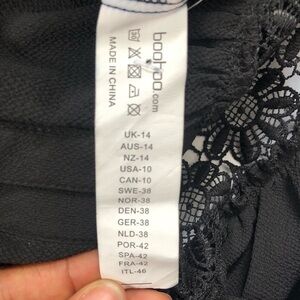 boohoo.com
MADE IN CHINA
UK-14
AUS-14
NZ-14
USA-10
CAN-10
SWE-38
NOR-38
DEN-38
GER-38
NLD-38
POR-42
SPA-42
FRA-42
ITL-46